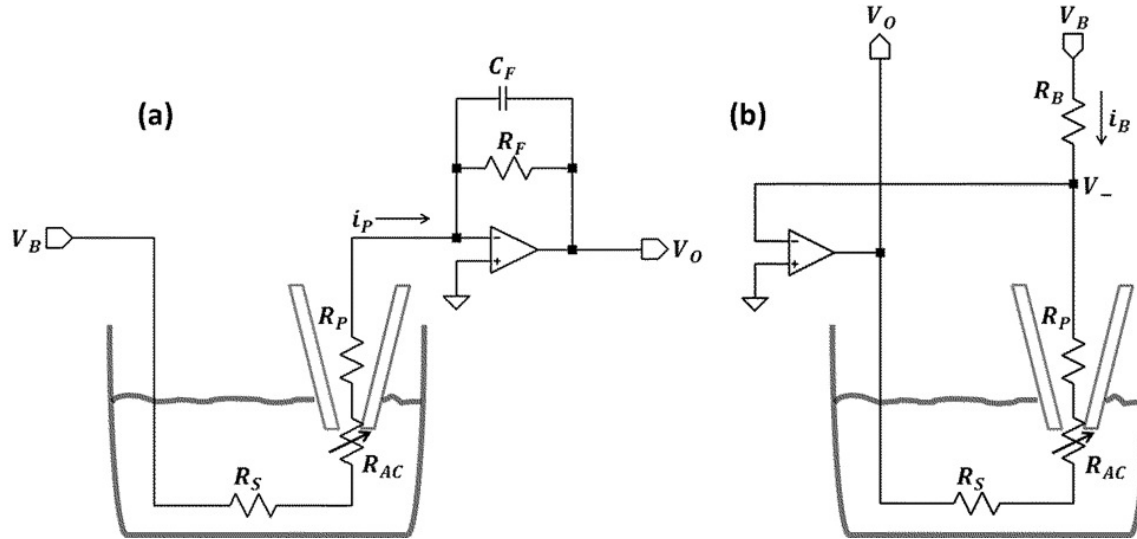 (a)
C_F
R_F
i_P
V_B
−
+
V_O
R_P
R_AC
R_S
(b)
V_O
V_B
R_B
i_B
V_−
−
+
R_P
R_AC
R_S